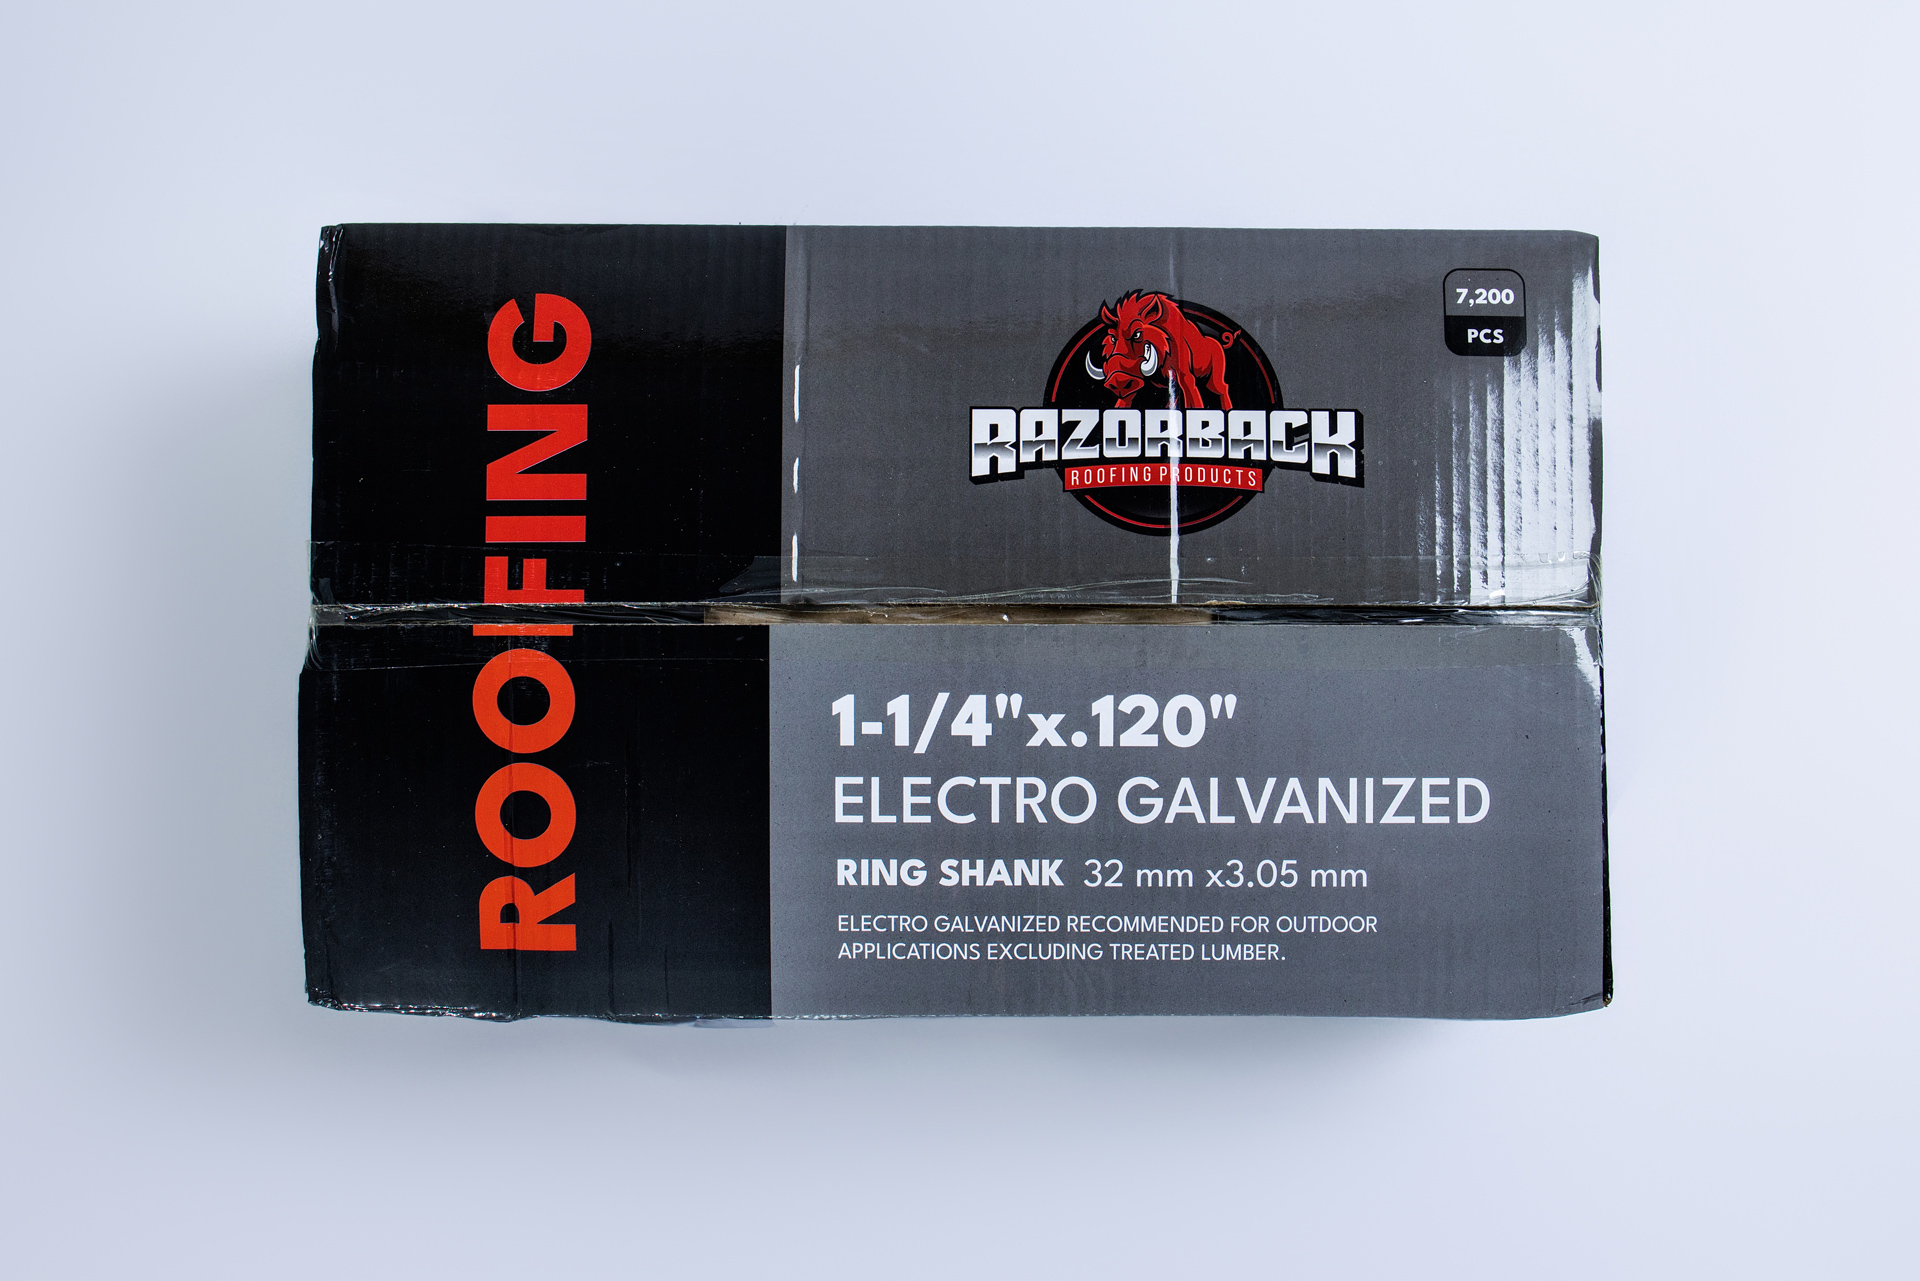 ROOFING
RAZORBACK
ROOFING PRODUCTS
7,200
PCS
1-1/4"x.120"
ELECTRO GALVANIZED
RING SHANK 32 mm x3.05 mm
ELECTRO GALVANIZED RECOMMENDED FOR OUTDOOR
APPLICATIONS EXCLUDING TREATED LUMBER.